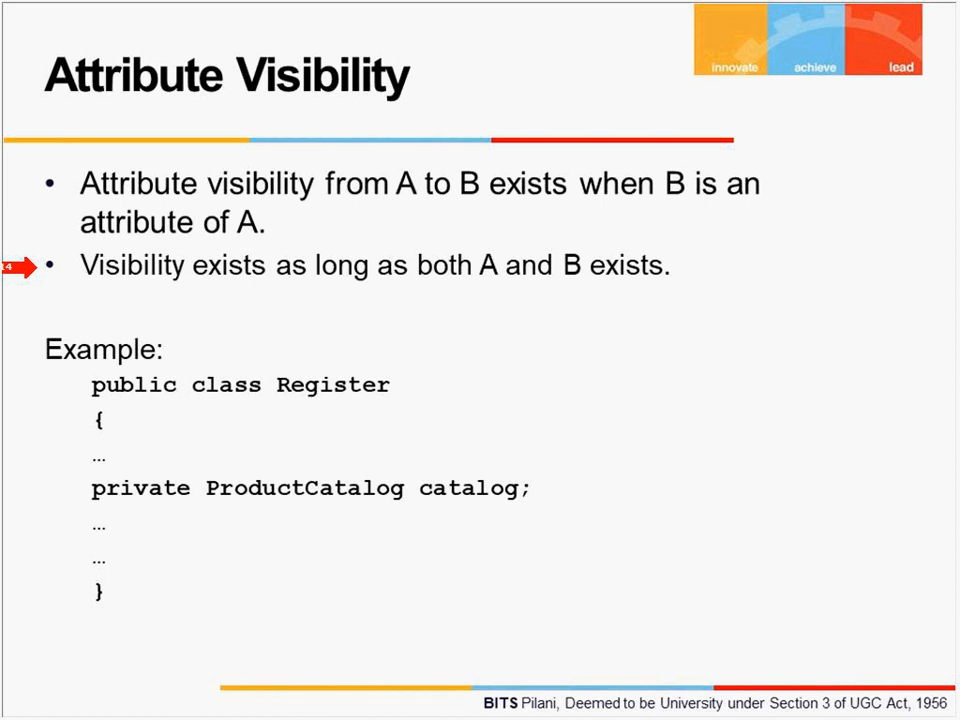 Attribute Visibility
innovate achieve lead
• Attribute visibility from A to B exists when B is an
attribute of A.
14
• Visibility exists as long as both A and B exists.
Example:
public class Register
{
…
private ProductCatalog catalog;
…
…
}
BITS Pilani, Deemed to be University under Section 3 of UGC Act, 1956